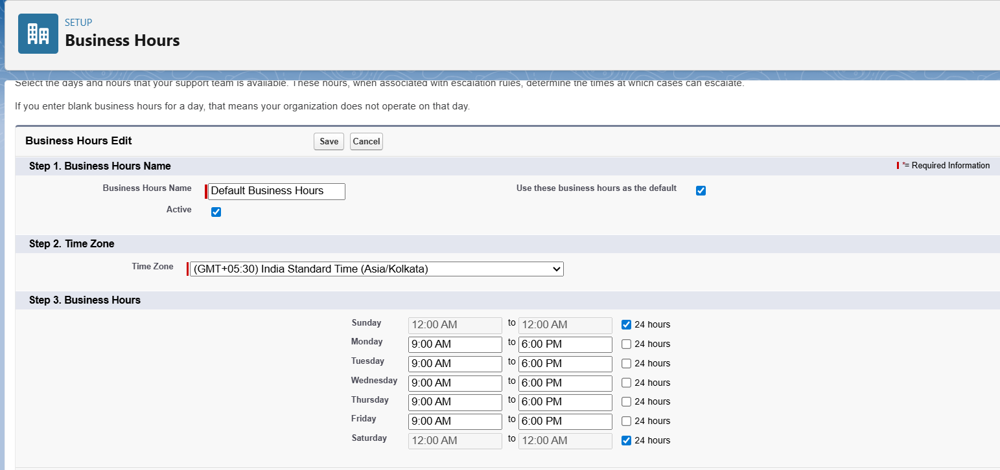 SETUP
Business Hours
Select the days and hours that your support team is available. These hours, when associated with escalation rules, determine the times at which cases can escalate.
If you enter blank business hours for a day, that means your organization does not operate on that day.
Business Hours Edit Save Cancel
Step 1. Business Hours Name *= Required Information
Business Hours Name Default Business Hours Use these business hours as the default
Active
Step 2. Time Zone
Time Zone (GMT+05:30) India Standard Time (Asia/Kolkata)
Step 3. Business Hours
Sunday 12:00 AM to 12:00 AM 24 hours
Monday 9:00 AM to 6:00 PM 24 hours
Tuesday 9:00 AM to 6:00 PM 24 hours
Wednesday 9:00 AM to 6:00 PM 24 hours
Thursday 9:00 AM to 6:00 PM 24 hours
Friday 9:00 AM to 6:00 PM 24 hours
Saturday 12:00 AM to 12:00 AM 24 hours